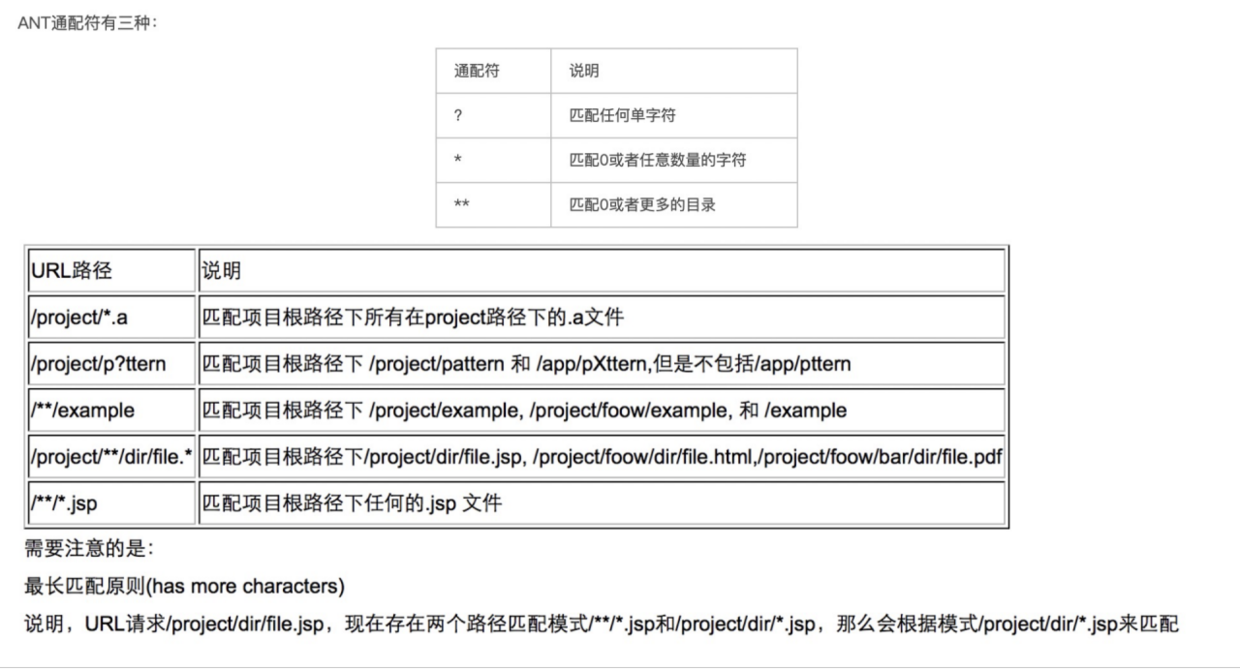 ANT通配符有三种：
通配符 说明
? 匹配任何单字符
* 匹配0或者任意数量的字符
** 匹配0或者更多的目录
URL路径 说明
/project/*.a 匹配项目根路径下所有在project路径下的.a文件
/project/p?ttern 匹配项目根路径下 /project/pattern 和 /app/pXttern,但是不包括/app/pttern
/**/example 匹配项目根路径下 /project/example, /project/foow/example, 和 /example
/project/**/dir/file.* 匹配项目根路径下/project/dir/file.jsp, /project/foow/dir/file.html,/project/foow/bar/dir/file.pdf
/**/*.jsp 匹配项目根路径下任何的.jsp 文件
需要注意的是：
最长匹配原则(has more characters)
说明，URL请求/project/dir/file.jsp，现在存在两个路径匹配模式/**/*.jsp和/project/dir/*.jsp，那么会根据模式/project/dir/*.jsp来匹配